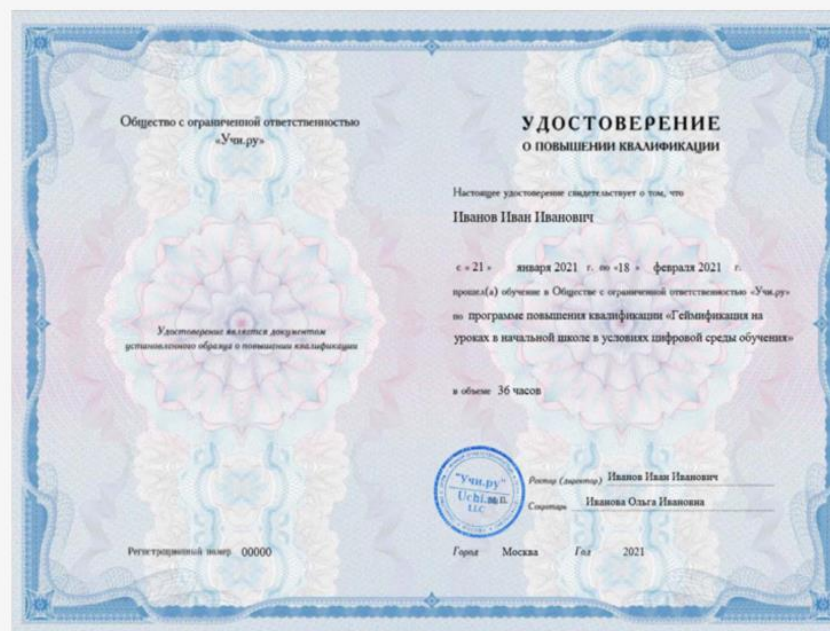 Общество с ограниченной ответственностью
«Учи.ру»
Удостоверение является документом
установленного образца о повышении квалификации
Регистрационный номер 00000
УДОСТОВЕРЕНИЕ
О ПОВЫШЕНИИ КВАЛИФИКАЦИИ
Настоящее удостоверение свидетельствует о том, что
Иванов Иван Иванович
с « 21 » января 2021 г. по «18 » февраля 2021 г.
прошел(а) обучение в Обществе с ограниченной ответственностью «Учи.ру»
по программе повышения квалификации «Геймификация на
уроках в начальной школе в условиях цифровой среды обучения»
в объеме 36 часов
"Учи.ру"
Uchi.ru
LLC
М.П.
Ректор (директор) Иванов Иван Иванович
Секретарь Иванова Ольга Ивановна
Город Москва Год 2021